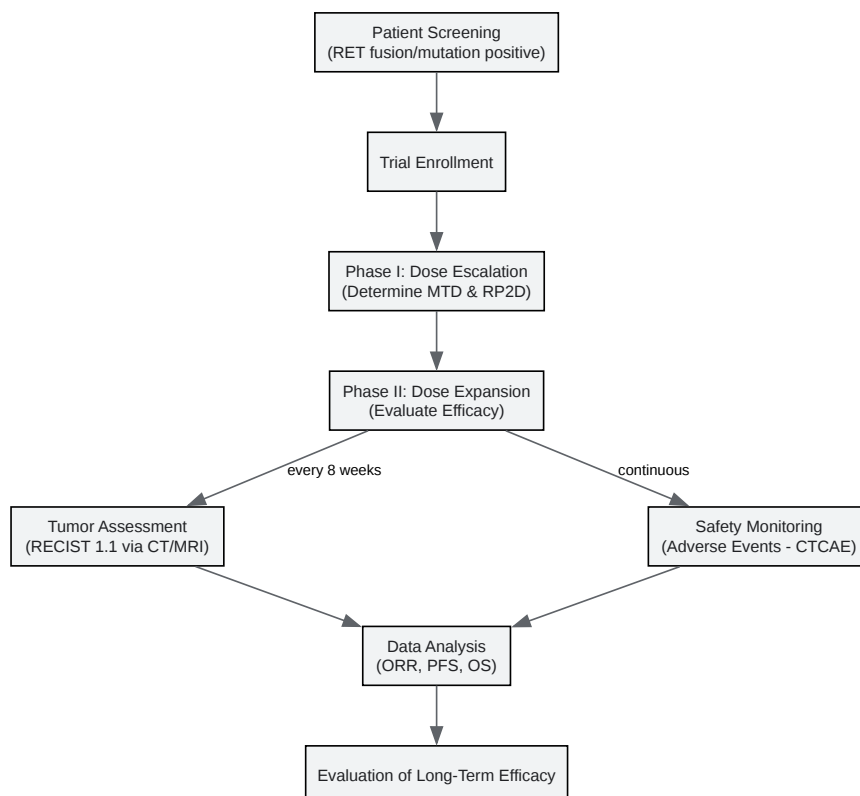 Patient Screening
(RET fusion/mutation positive)
Trial Enrollment
Phase I: Dose Escalation
(Determine MTD & RP2D)
Phase II: Dose Expansion
(Evaluate Efficacy)
every 8 weeks
continuous
Tumor Assessment
(RECIST 1.1 via CT/MRI)
Safety Monitoring
(Adverse Events - CTCAE)
Data Analysis
(ORR, PFS, OS)
Evaluation of Long-Term Efficacy